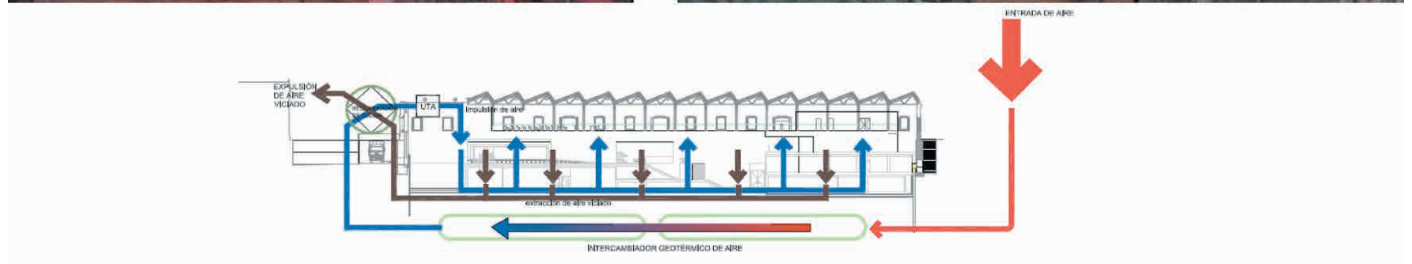 ENTRADA DE AIRE
EXPULSIÓN
DE AIRE
VICIADO
UTA
Impulsión de aire
extracción de aire viciado
INTERCAMBIADOR GEOTÉRMICO DE AIRE